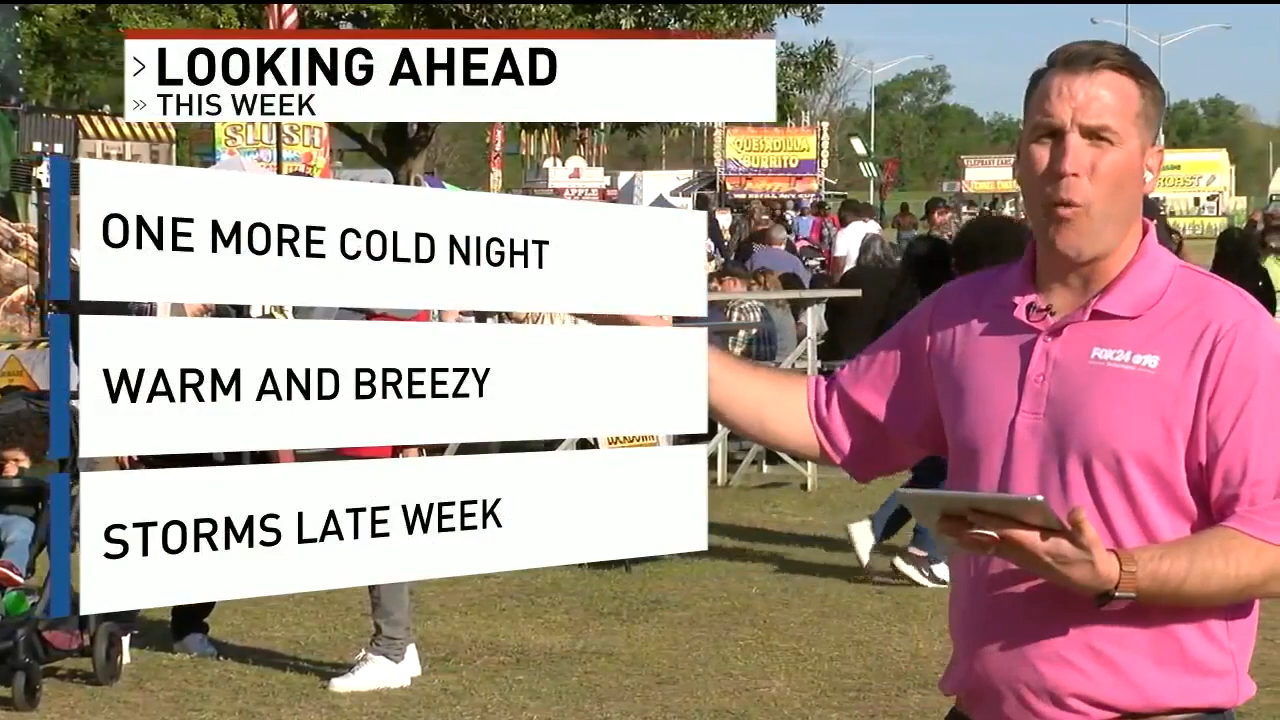 > LOOKING AHEAD
» THIS WEEK
SLUSH
QUESADILLA
BURRITO
ELEPHANT EARS
ROAST
ONE MORE COLD NIGHT
FOX24
WARM AND BREEZY
LOCKDOWN
STORMS LATE WEEK